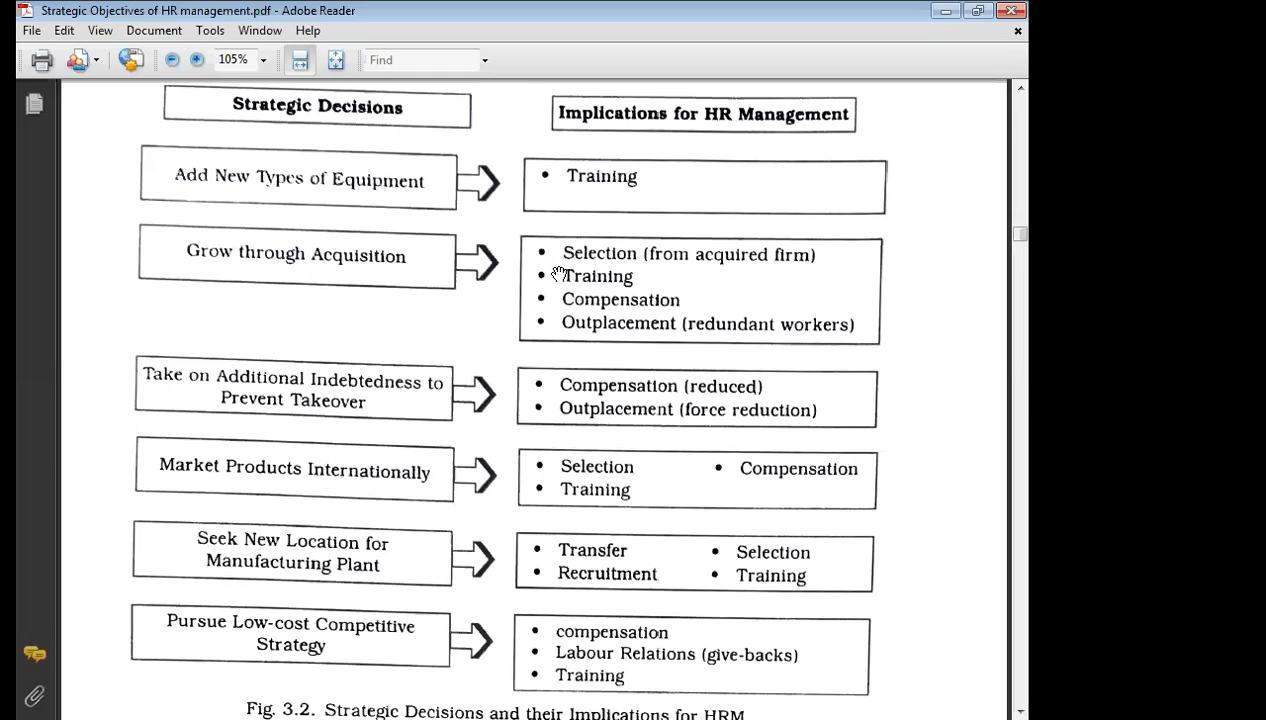 Strategic Objectives of HR management.pdf - Adobe Reader
File Edit View Document Tools Window Help
105% Find
Strategic Decisions
Implications for HR Management
Add New Types of Equipment
• Training
Grow through Acquisition
• Selection (from acquired firm)
• Training
• Compensation
• Outplacement (redundant workers)
Take on Additional Indebtedness to
Prevent Takeover
• Compensation (reduced)
• Outplacement (force reduction)
Market Products Internationally
• Selection • Compensation
• Training
Seek New Location for
Manufacturing Plant
• Transfer • Selection
• Recruitment • Training
Pursue Low-cost Competitive
Strategy
• compensation
• Labour Relations (give-backs)
• Training
Fig. 3.2. Strategic Decisions and their Implications for HRM